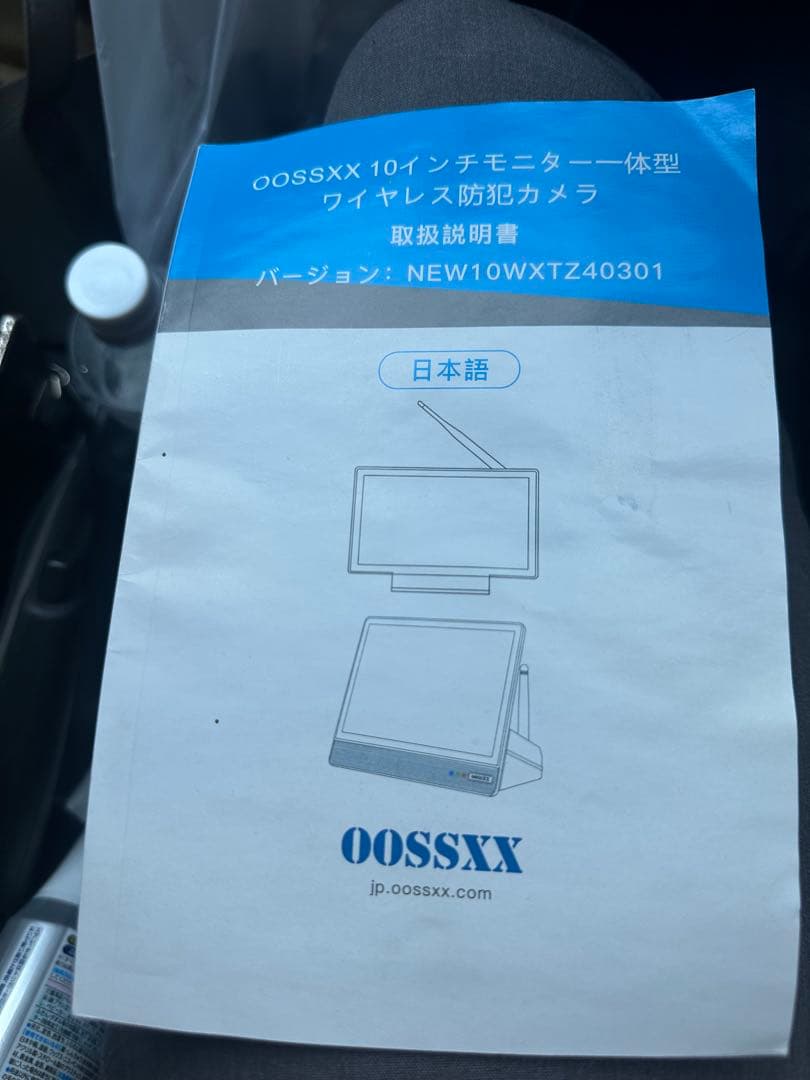 OOSSXX 10インチモニター一体型
ワイヤレス防犯カメラ
取扱説明書
バージョン：NEW10WXTZ40301
日本語
OOSSXX
jp.oossxx.com